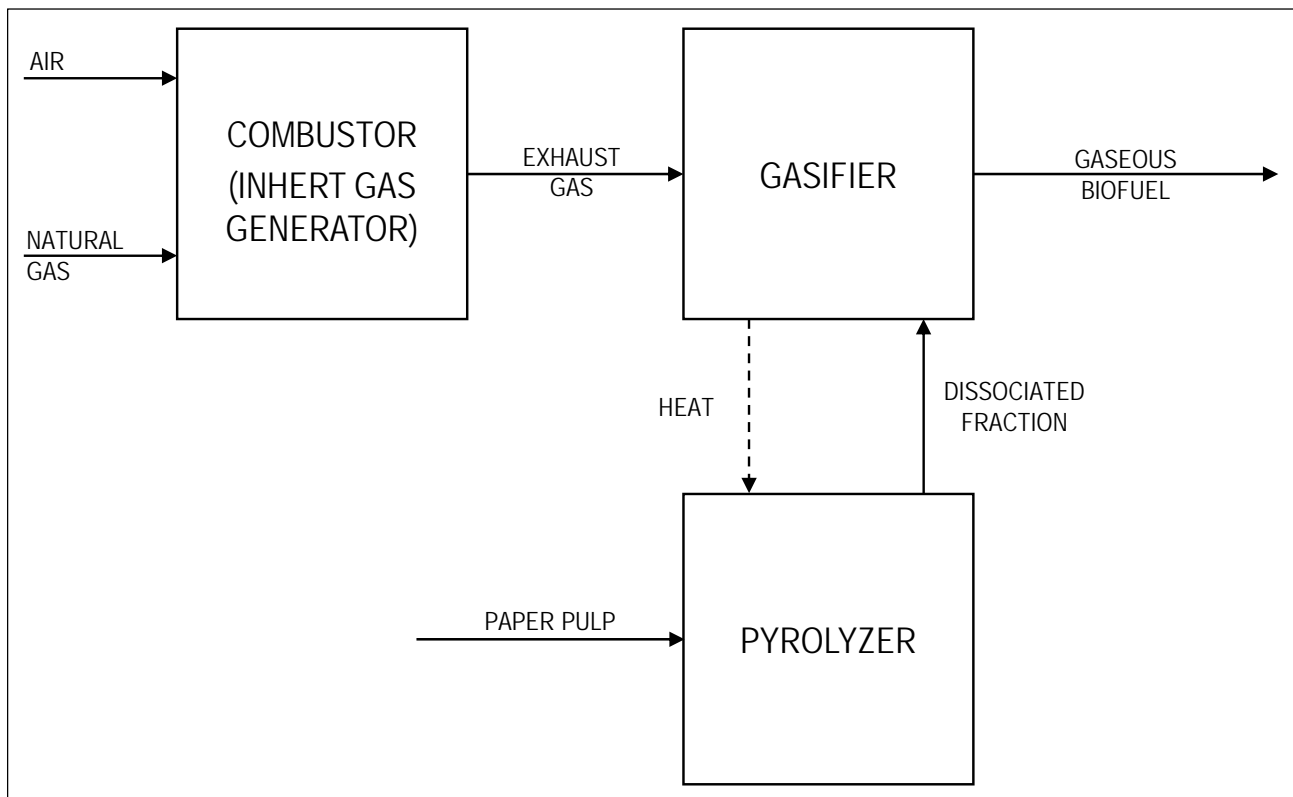 AIR
COMBUSTOR
(INHERT GAS
GENERATOR)
NATURAL
GAS
EXHAUST
GAS
GASIFIER
GASEOUS
BIOFUEL
HEAT
DISSOCIATED
FRACTION
PAPER PULP
PYROLYZER